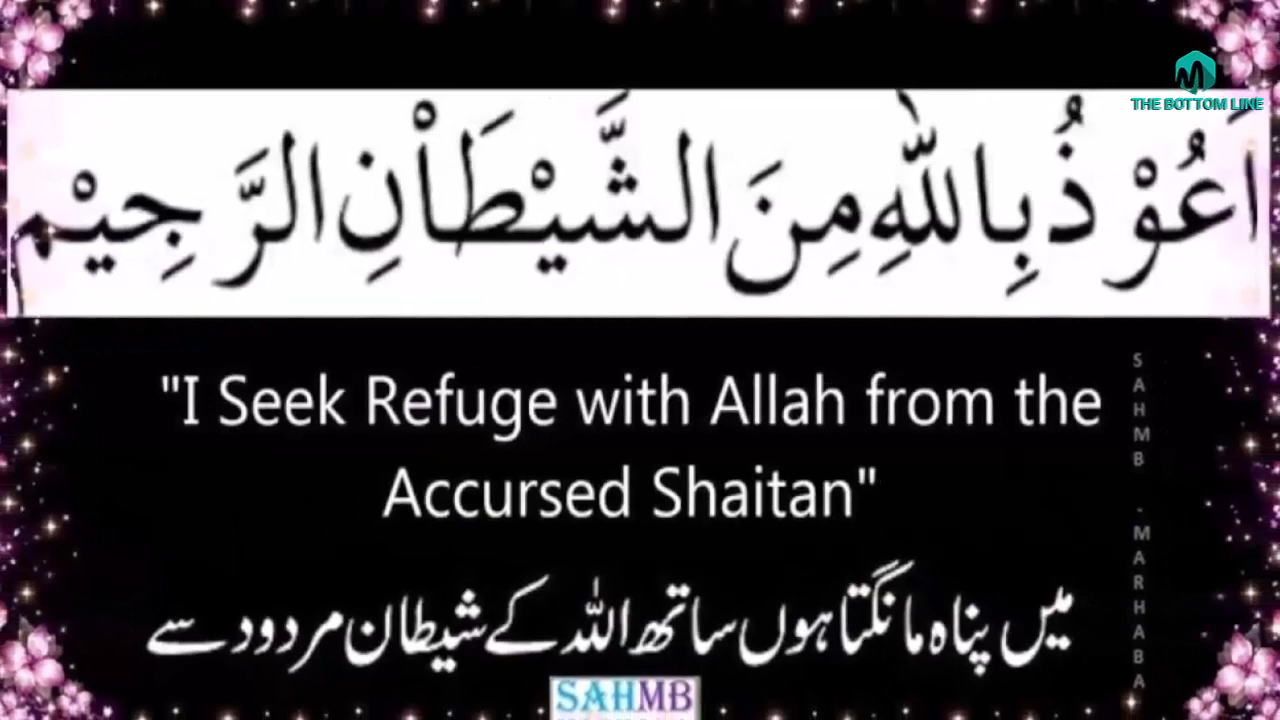 THE BOTTOM LINE
اَعُوْذُ بِاللّٰهِ مِنَ الشَّيْطَاْنِ الرَّجِيْم
"I Seek Refuge with Allah from the
Accursed Shaitan"
میں پناہ مانگتا ہوں ساتھ اللہ کے شیطان مردود سے
SAHMB - MARHABA
SAHMB